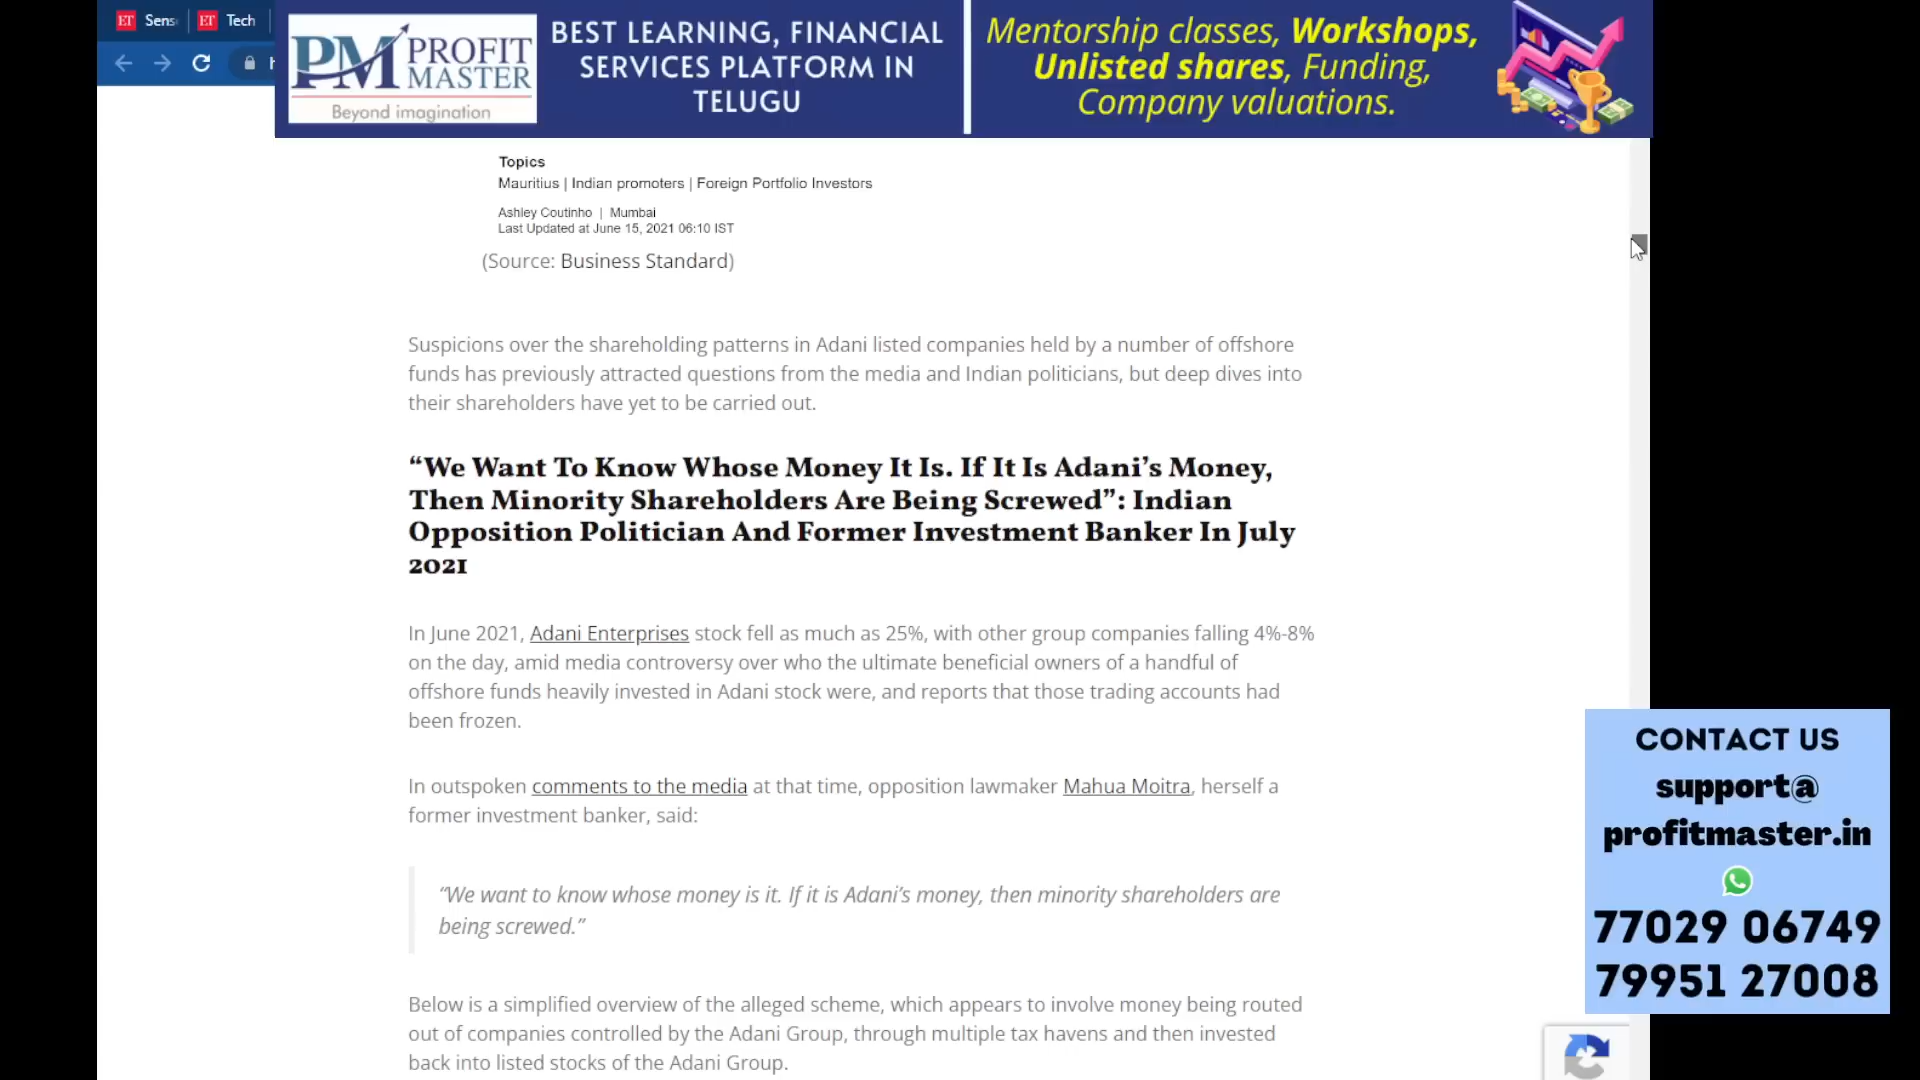 Sens
Tech
PM PROFIT MASTER
Beyond imagination
BEST LEARNING, FINANCIAL
SERVICES PLATFORM IN
TELUGU
Mentorship classes, Workshops,
Unlisted shares, Funding,
Company valuations.
Topics
Mauritius | Indian promoters | Foreign Portfolio Investors
Ashley Coutinho | Mumbai
Last Updated at June 15, 2021 06:10 IST
(Source: Business Standard)
Suspicions over the shareholding patterns in Adani listed companies held by a number of offshore
funds has previously attracted questions from the media and Indian politicians, but deep dives into
their shareholders have yet to be carried out.
“We Want To Know Whose Money It Is. If It Is Adani’s Money,
Then Minority Shareholders Are Being Screwed”: Indian
Opposition Politician And Former Investment Banker In July
2021
In June 2021, Adani Enterprises stock fell as much as 25%, with other group companies falling 4%-8%
on the day, amid media controversy over who the ultimate beneficial owners of a handful of
offshore funds heavily invested in Adani stock were, and reports that those trading accounts had
been frozen.
In outspoken comments to the media at that time, opposition lawmaker Mahua Moitra, herself a
former investment banker, said:
“We want to know whose money is it. If it is Adani’s money, then minority shareholders are
being screwed.”
Below is a simplified overview of the alleged scheme, which appears to involve money being routed
out of companies controlled by the Adani Group, through multiple tax havens and then invested
back into listed stocks of the Adani Group.
CONTACT US
support@
profitmaster.in
77029 06749
79951 27008